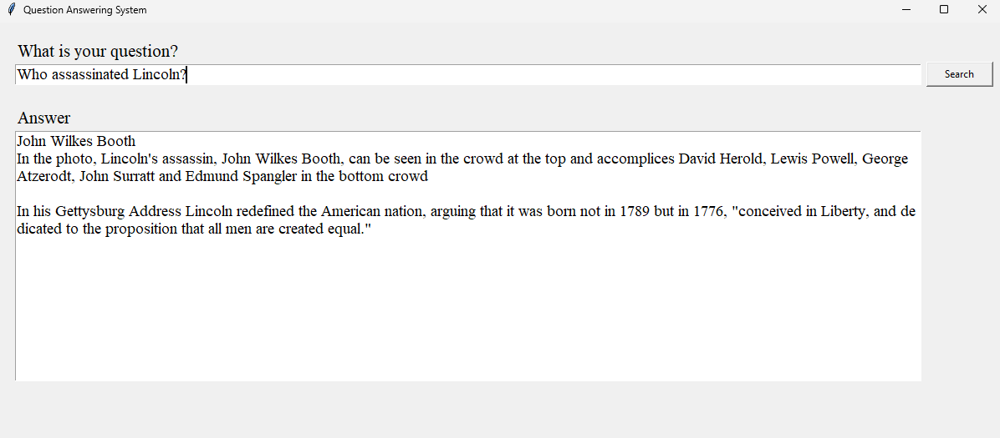 Question Answering System
What is your question?
Who assassinated Lincoln?
Search
Answer
John Wilkes Booth
In the photo, Lincoln's assassin, John Wilkes Booth, can be seen in the crowd at the top and accomplices David Herold, Lewis Powell, George
Atzerodt, John Surratt and Edmund Spangler in the bottom crowd
In his Gettysburg Address Lincoln redefined the American nation, arguing that it was born not in 1789 but in 1776, "conceived in Liberty, and de
dicated to the proposition that all men are created equal."